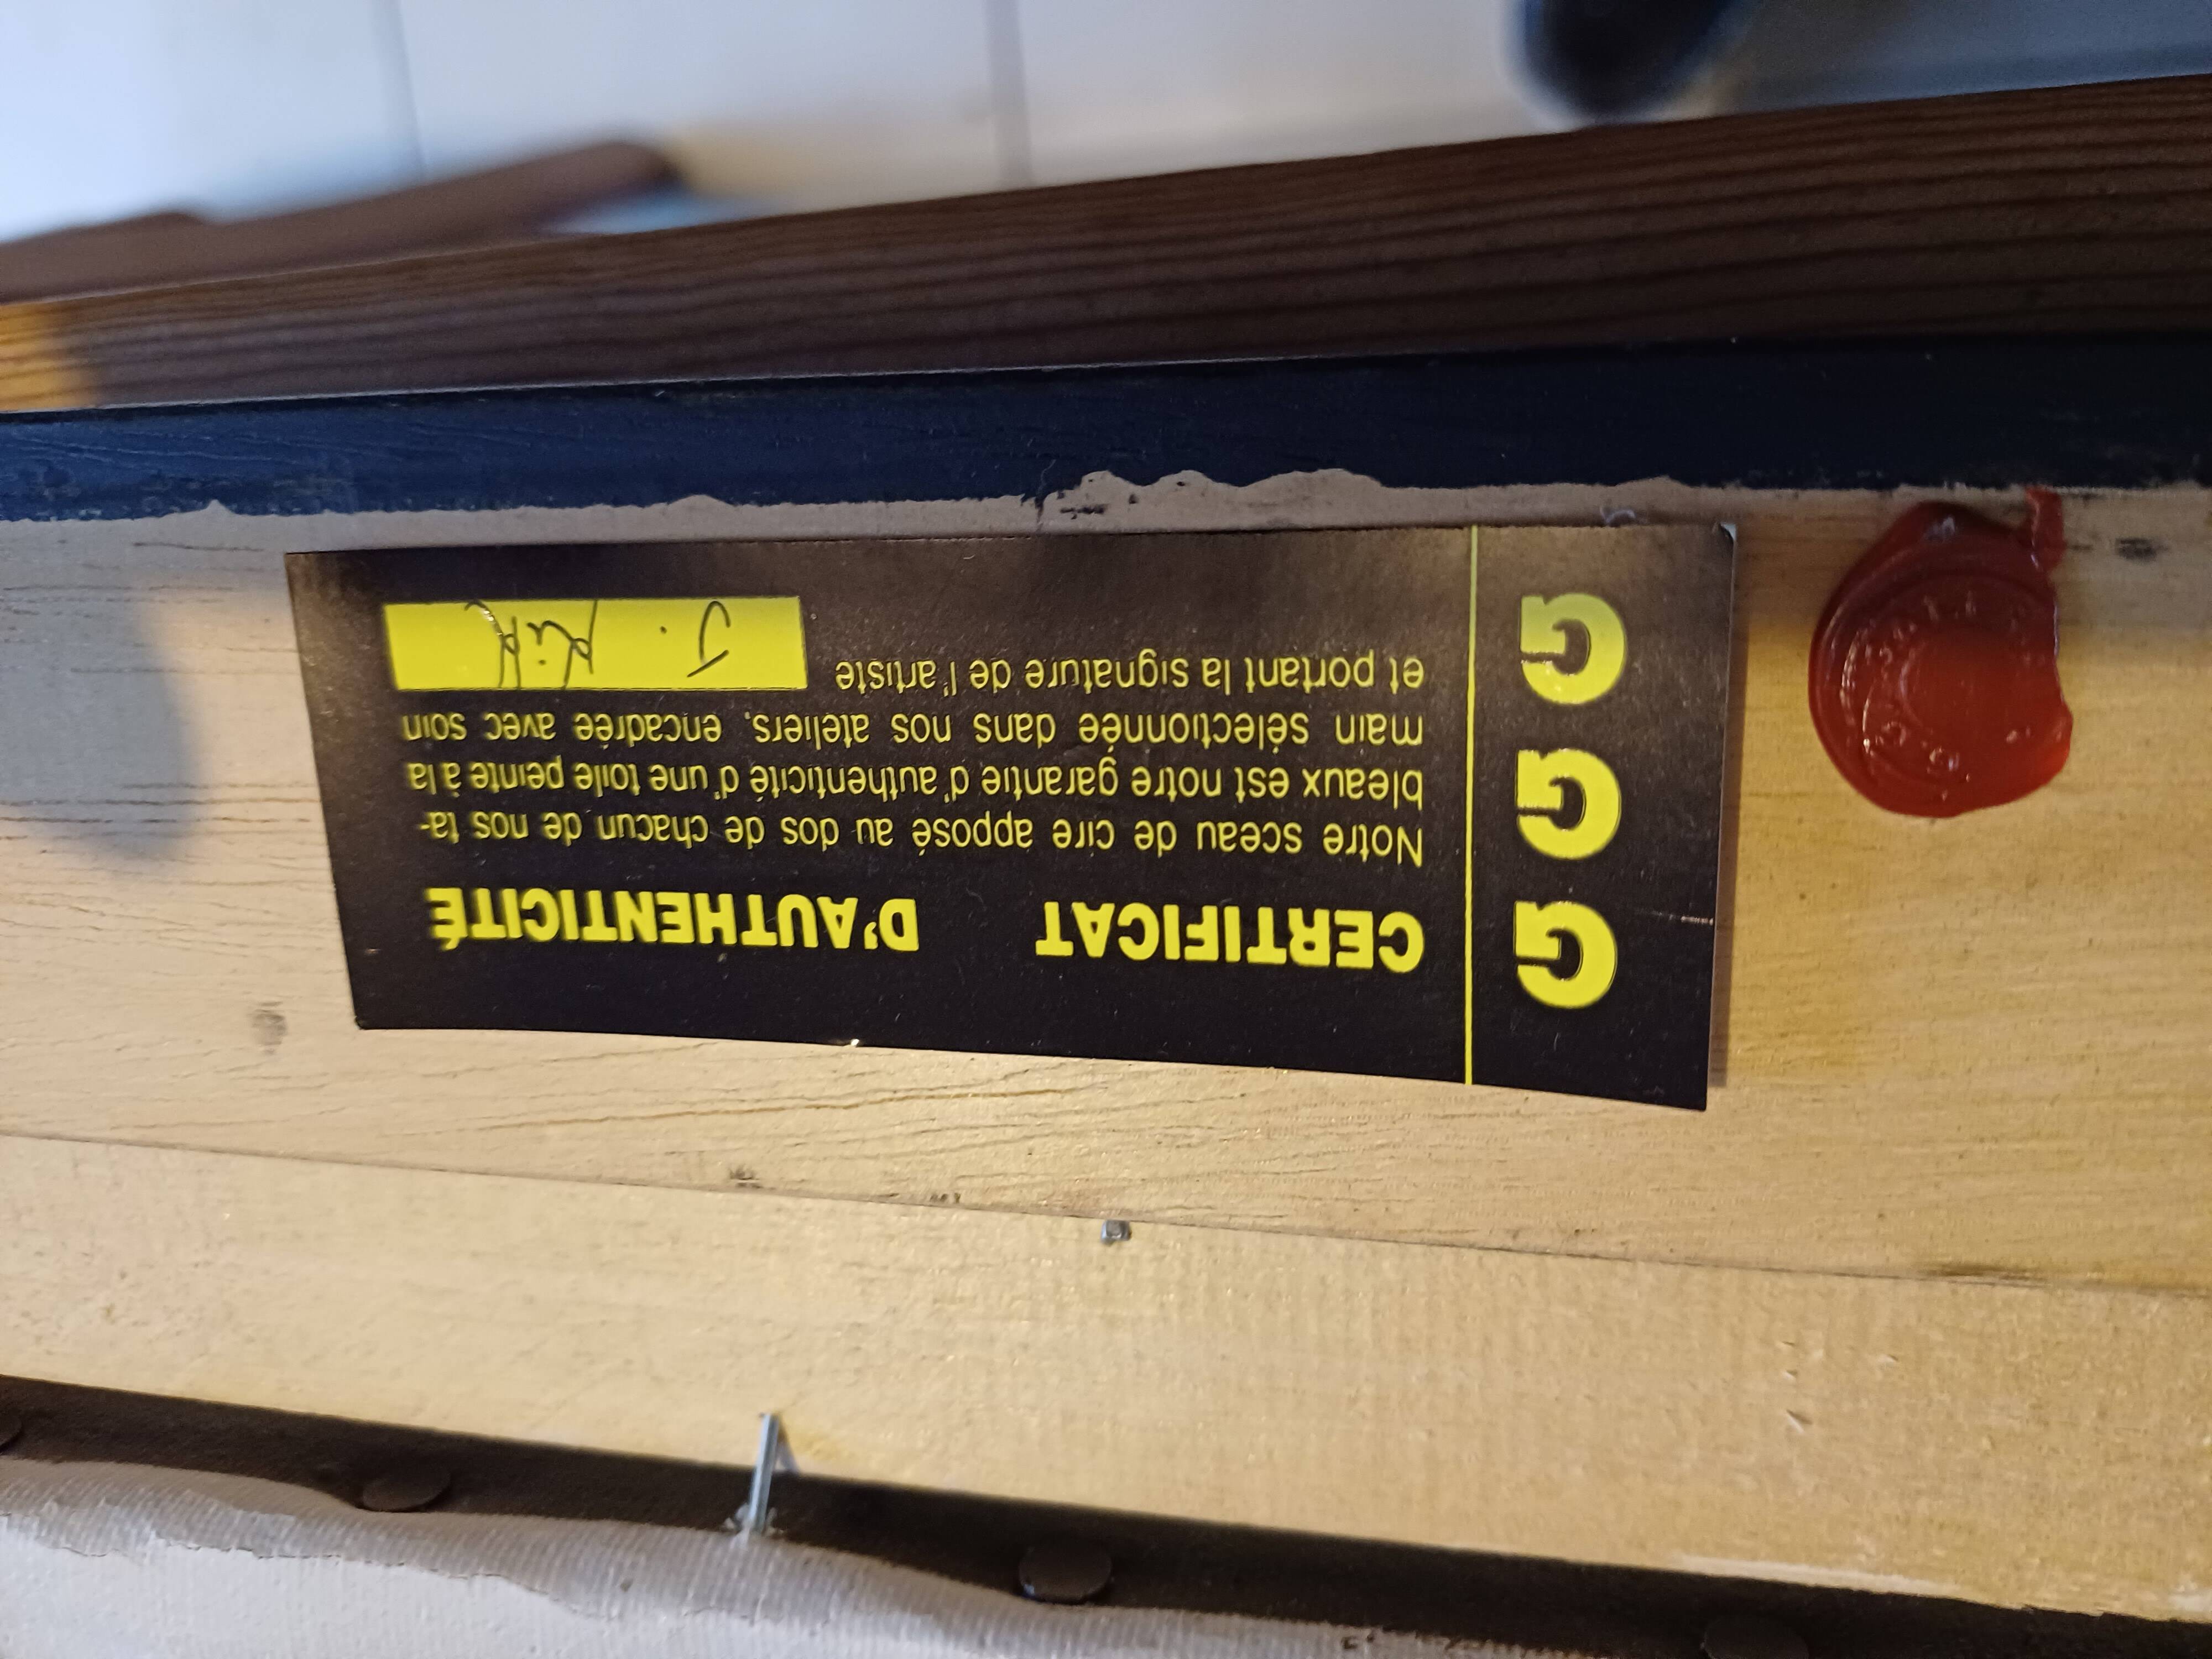 G G G
CERTIFICAT D'AUTHENTICITÉ
Notre sceau de cire apposé au dos de chacun de nos ta-
bleaux est notre garantie d'authenticité d'une toile peinte à la
main sélectionnée dans nos ateliers, encadrée avec soin
et portant la signature de l'artiste